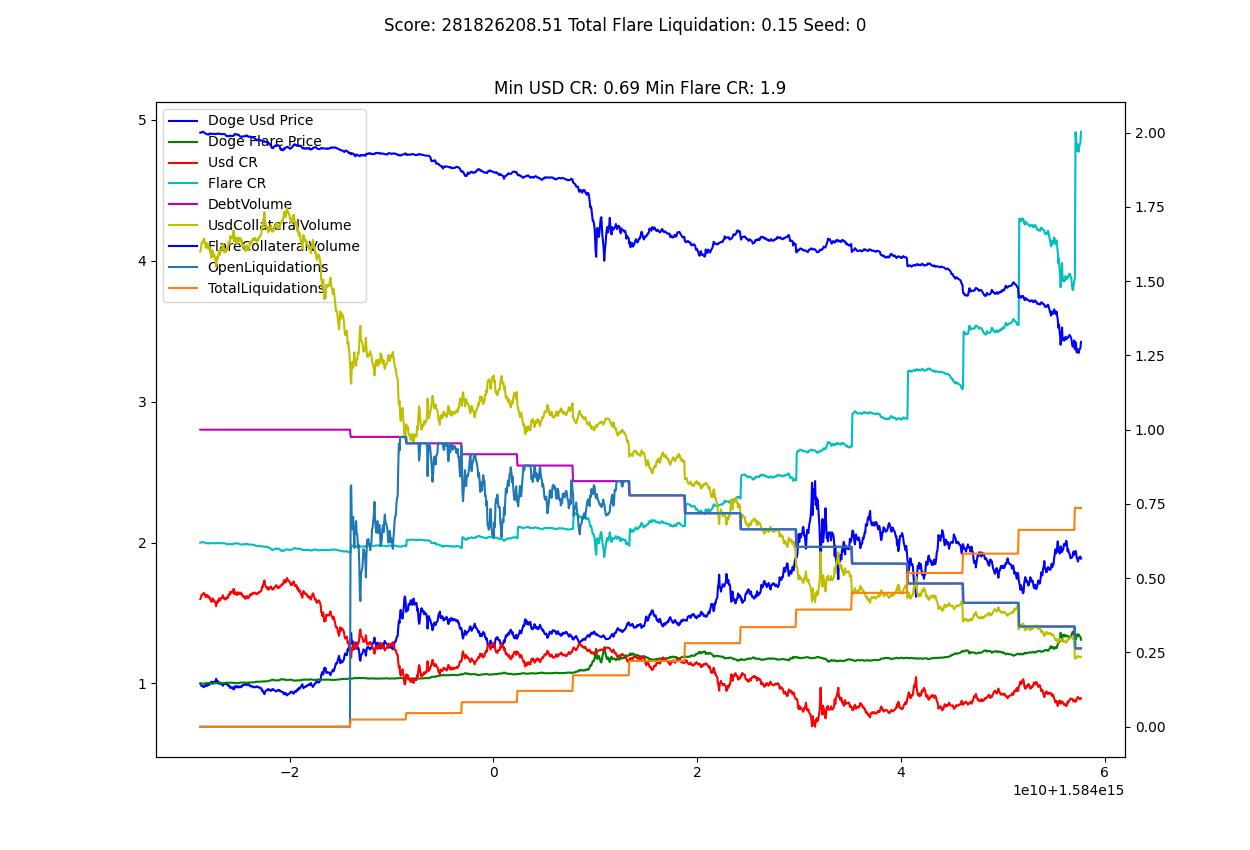 Score: 281826208.51 Total Flare Liquidation: 0.15 Seed: 0
Min USD CR: 0.69 Min Flare CR: 1.9
Doge Usd Price
Doge Flare Price
Usd CR
Flare CR
DebtVolume
UsdCollateralVolume
FlareCollateralVolume
OpenLiquidations
TotalLiquidations
5
4
3
2
1
2.00
1.75
1.50
1.25
1.00
0.75
0.50
0.25
0.00
−2
0
2
4
6
1e10+1.584e15